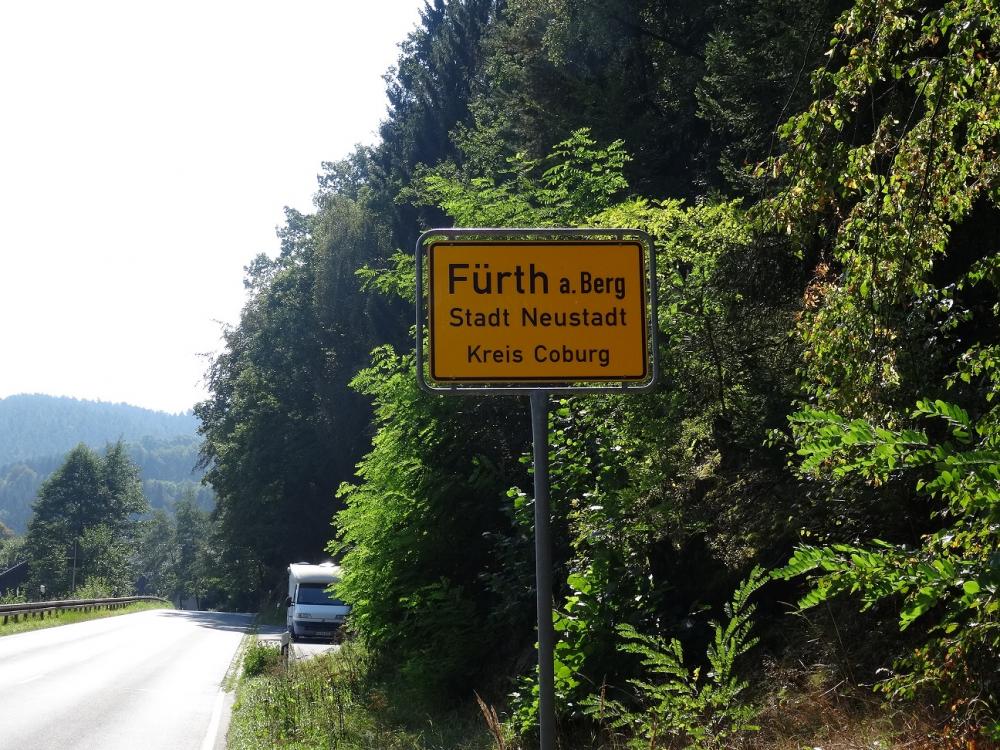 Fürth a. Berg
Stadt Neustadt
Kreis Coburg